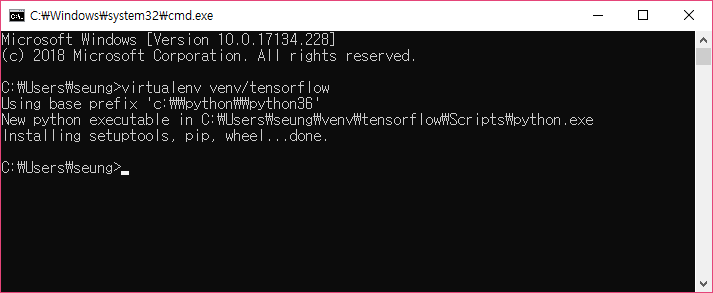 C:₩Windows₩system32₩cmd.exe
Microsoft Windows [Version 10.0.17134.228]
(c) 2018 Microsoft Corporation. All rights reserved.
C:₩Users₩seung>virtualenv venv/tensorflow
Using base prefix 'c:₩₩python₩₩python36'
New python executable in C:₩Users₩seung₩venv₩tensorflow₩Scripts₩python.exe
Installing setuptools, pip, wheel...done.
C:₩Users₩seung>